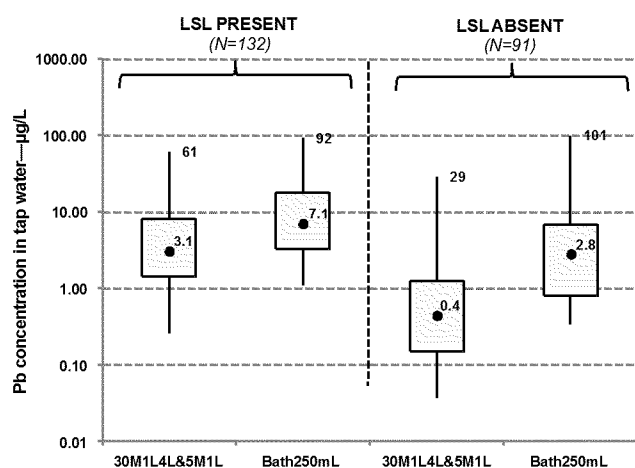 LSL PRESENT
(N=132)
LSL ABSENT
(N=91)
Pb concentration in tap water—µg/L
1000.00
100.00
10.00
1.00
0.10
0.01
61
3.1
92
7.1
29
0.4
101
2.8
30M1L4L&5M1L
Bath250mL
30M1L4L&5M1L
Bath250mL